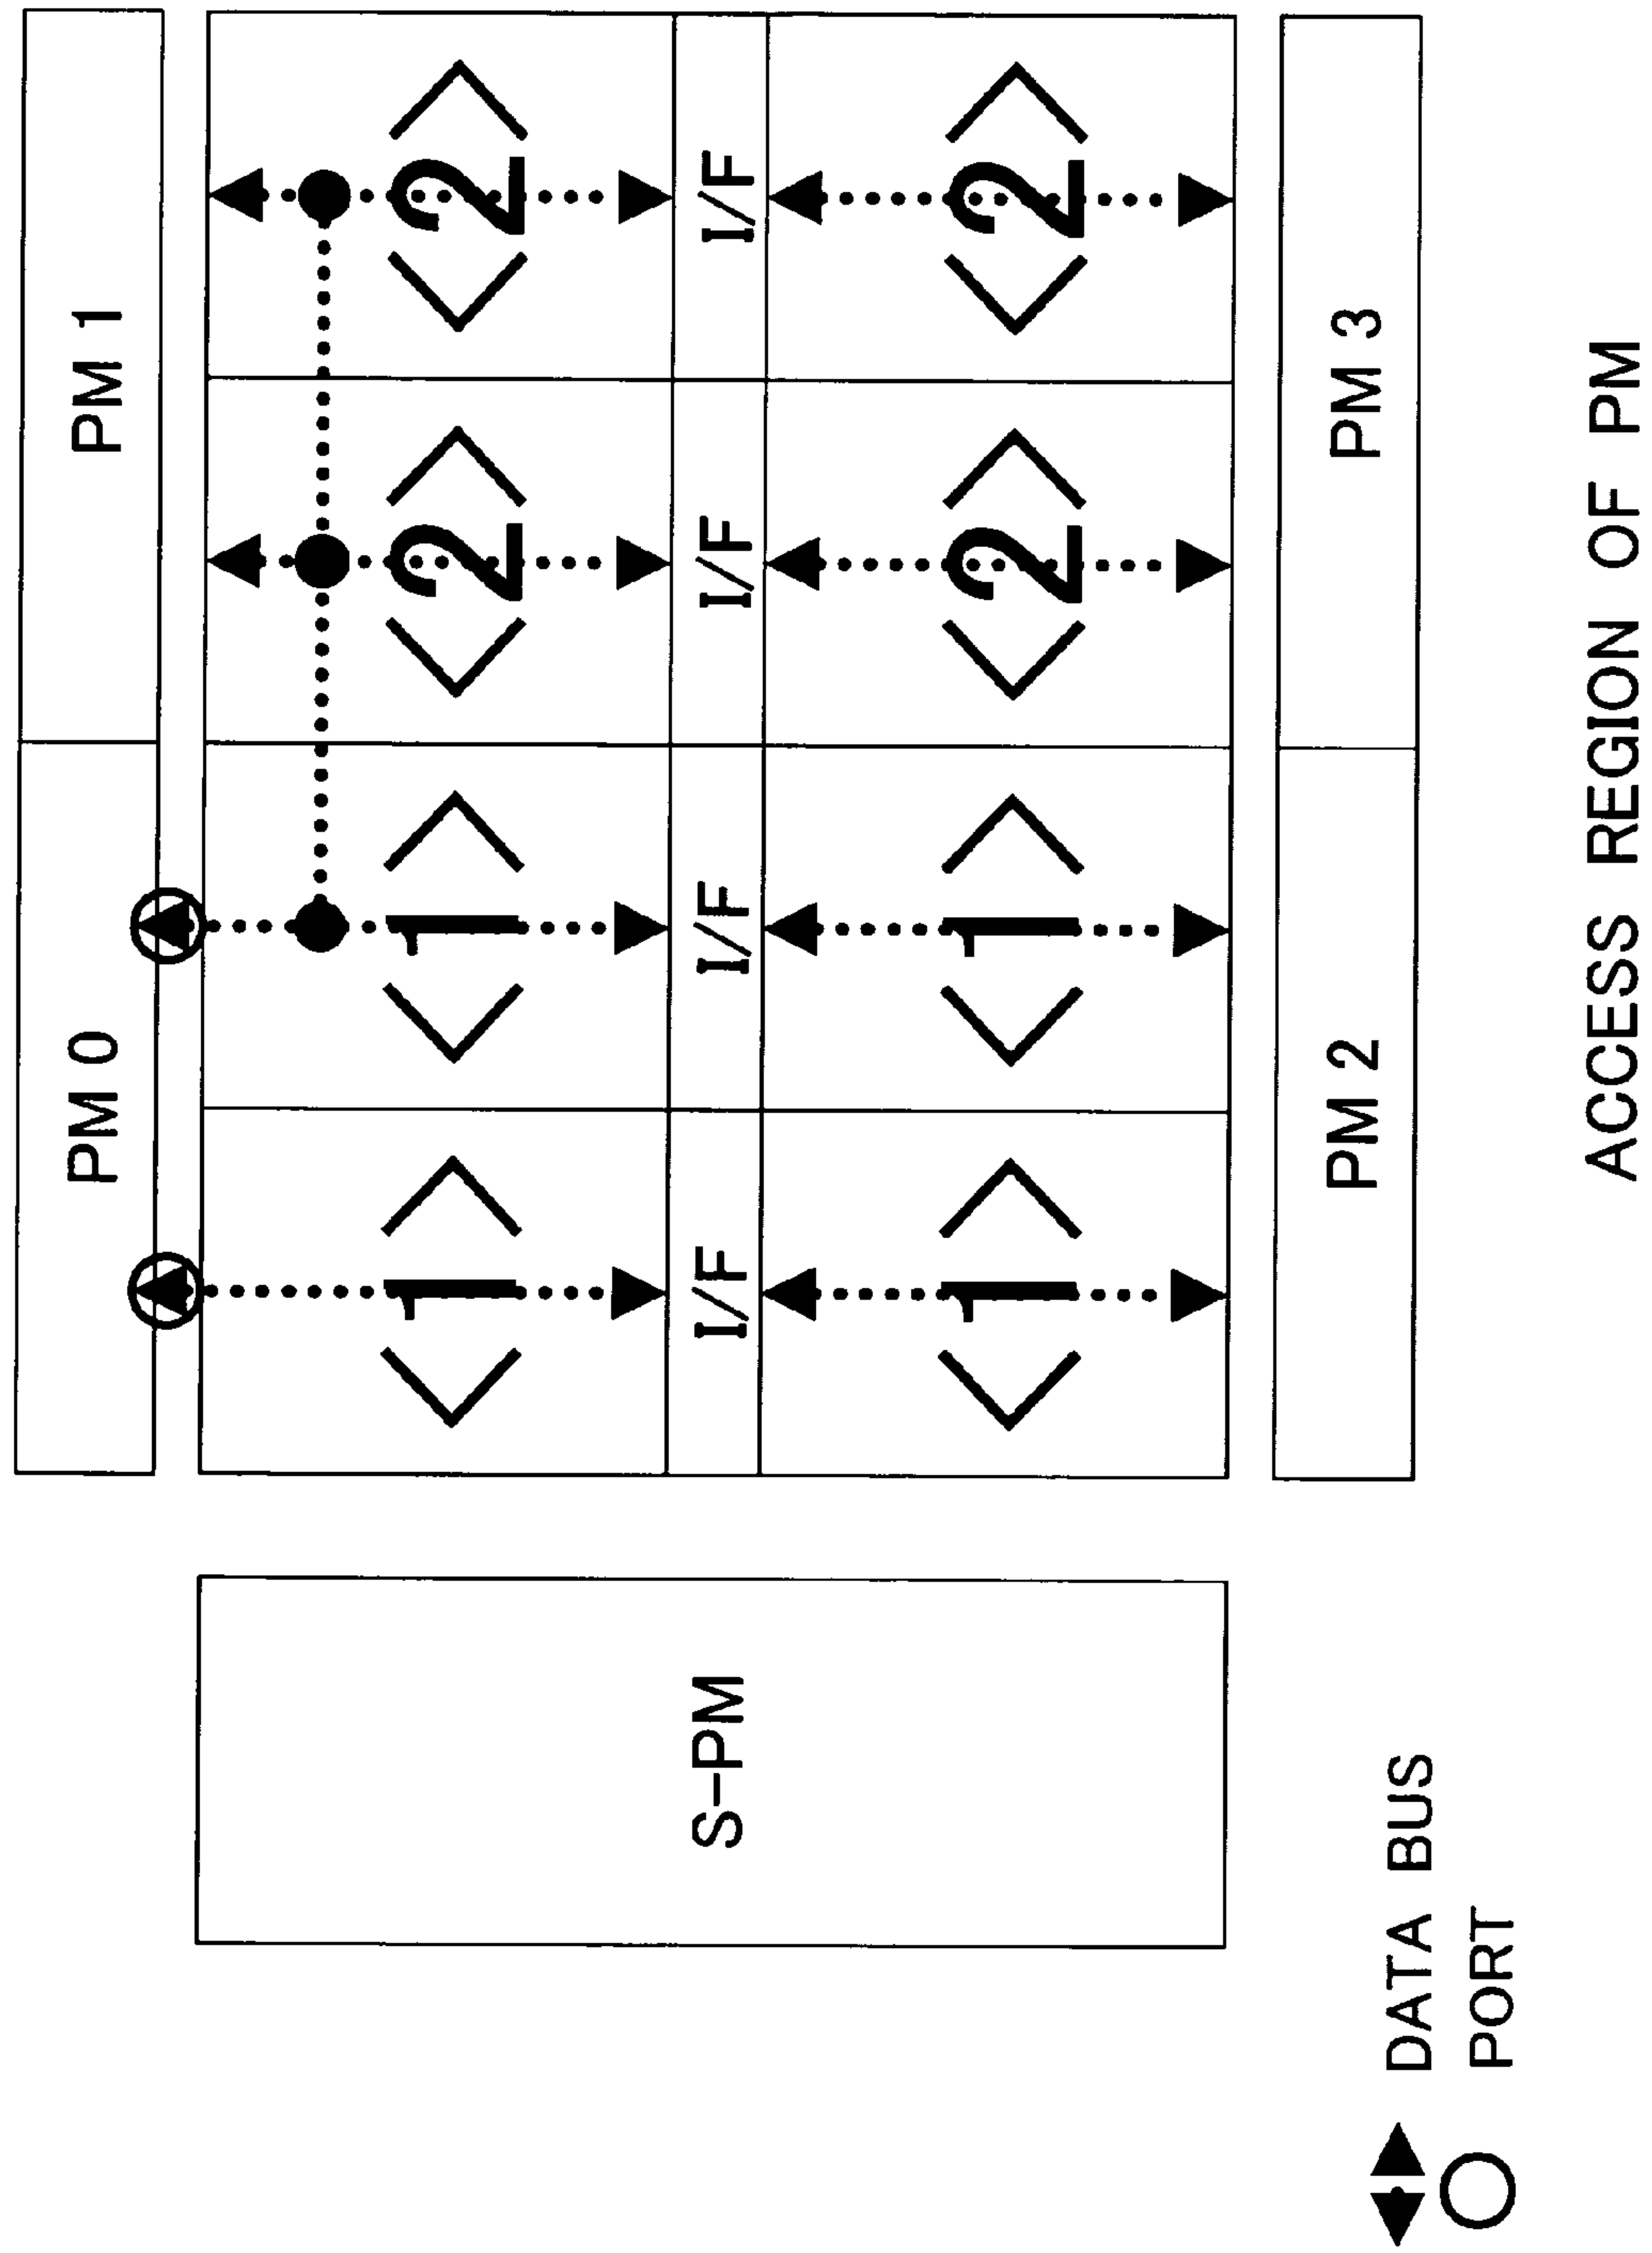 PM 0
PM 1
<1>
<1>
<2>
<2>
S-PM
I/F
I/F
I/F
I/F
<1>
<1>
<2>
<2>
PM 2
PM 3
DATA BUS
PORT
ACCESS REGION OF PM